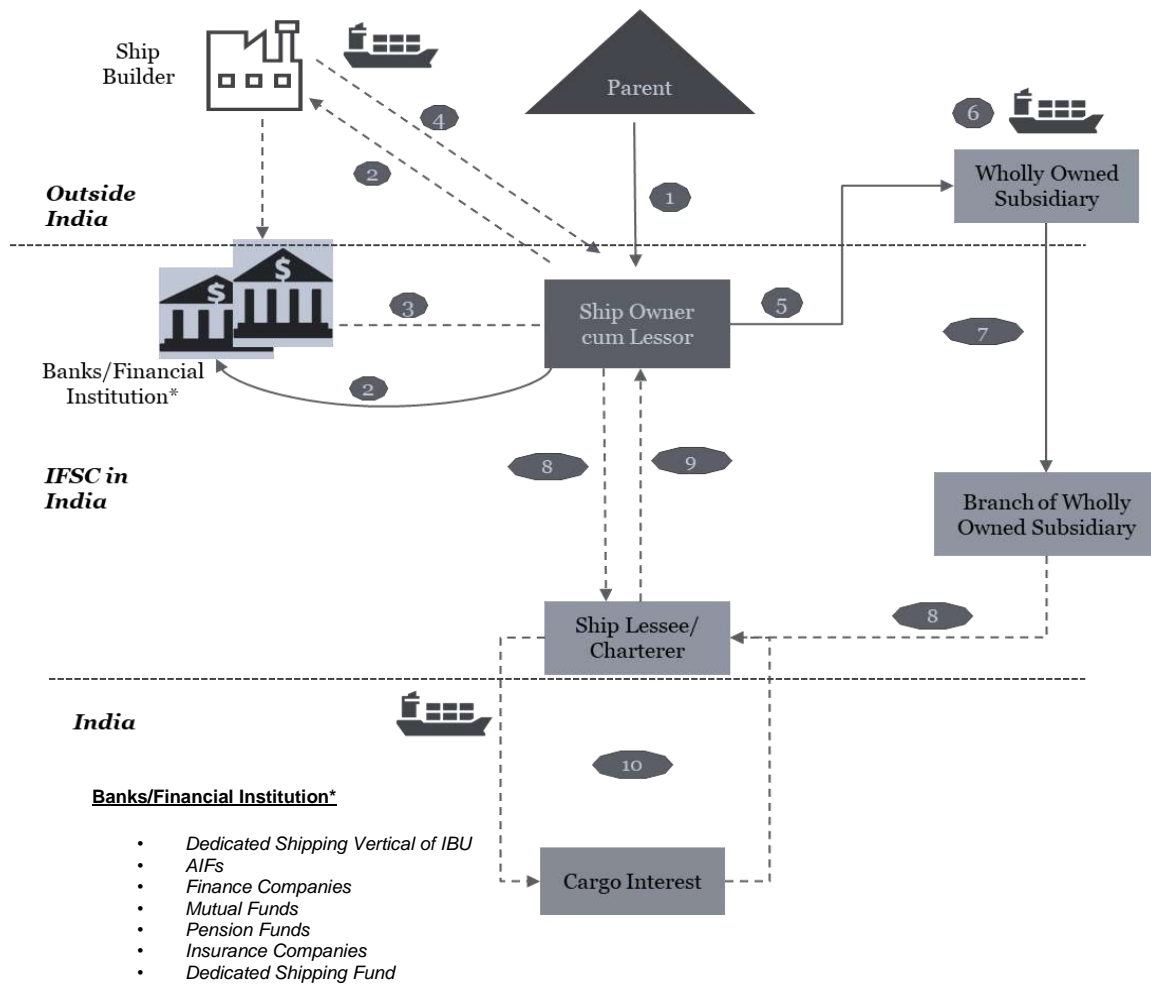 Ship
Builder
Parent
4
2
6
Wholly Owned
Subsidiary
1
Outside
India
$
$
3
Ship Owner
cum Lessor
5
7
Banks/Financial
Institution*
2
IFSC in
India
8
9
Branch of Wholly
Owned Subsidiary
Ship Lessee/
Charterer
8
India
10
Banks/Financial Institution*
• Dedicated Shipping Vertical of IBU
• AIFs
• Finance Companies
• Mutual Funds
• Pension Funds
• Insurance Companies
• Dedicated Shipping Fund
Cargo Interest